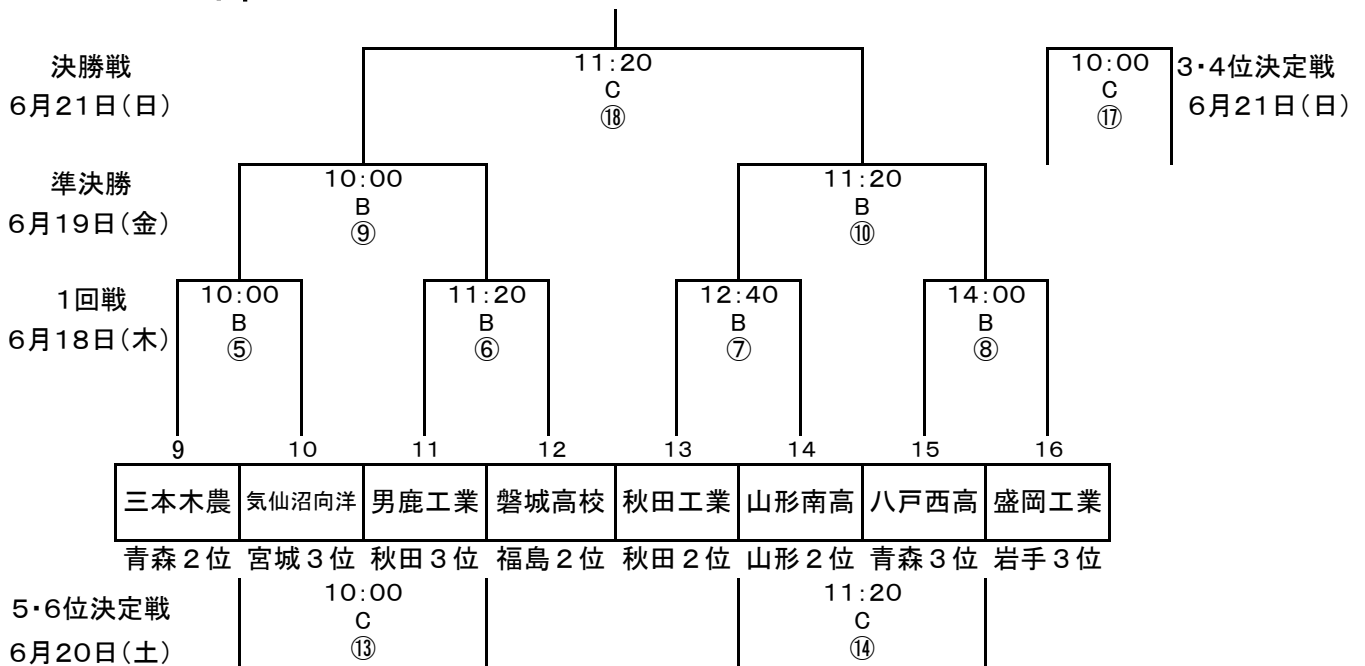 決勝戦
6月21日(日)
11:20
C
⑱
10:00
C
⑰
3・4位決定戦
6月21日(日)
準決勝
6月19日(金)
10:00
B
⑨
11:20
B
⑩
1回戦
6月18日(木)
10:00
B
⑤
11:20
B
⑥
12:40
B
⑦
14:00
B
⑧
9 10 11 12 13 14 15 16
三本木農 気仙沼向洋 男鹿工業 磐城高校 秋田工業 山形南高 八戸西高 盛岡工業
青森2位 宮城3位 秋田3位 福島2位 秋田2位 山形2位 青森3位 岩手3位
5・6位決定戦
6月20日(土)
10:00
C
⑬
11:20
C
⑭